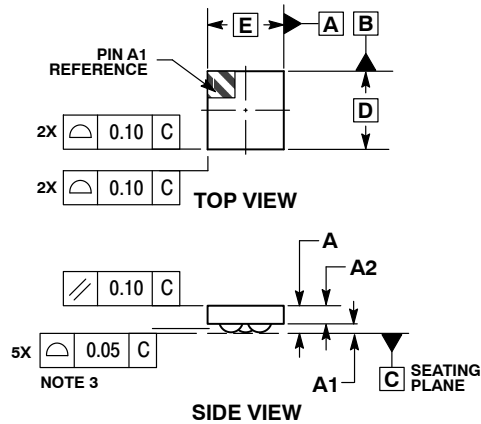 E A B
PIN A1
REFERENCE
D
2X ⌓ 0.10 C
2X ⌓ 0.10 C
TOP VIEW
A
A2
⫽ 0.10 C
5X ⌓ 0.05 C
NOTE 3
A1
C SEATING
PLANE
SIDE VIEW